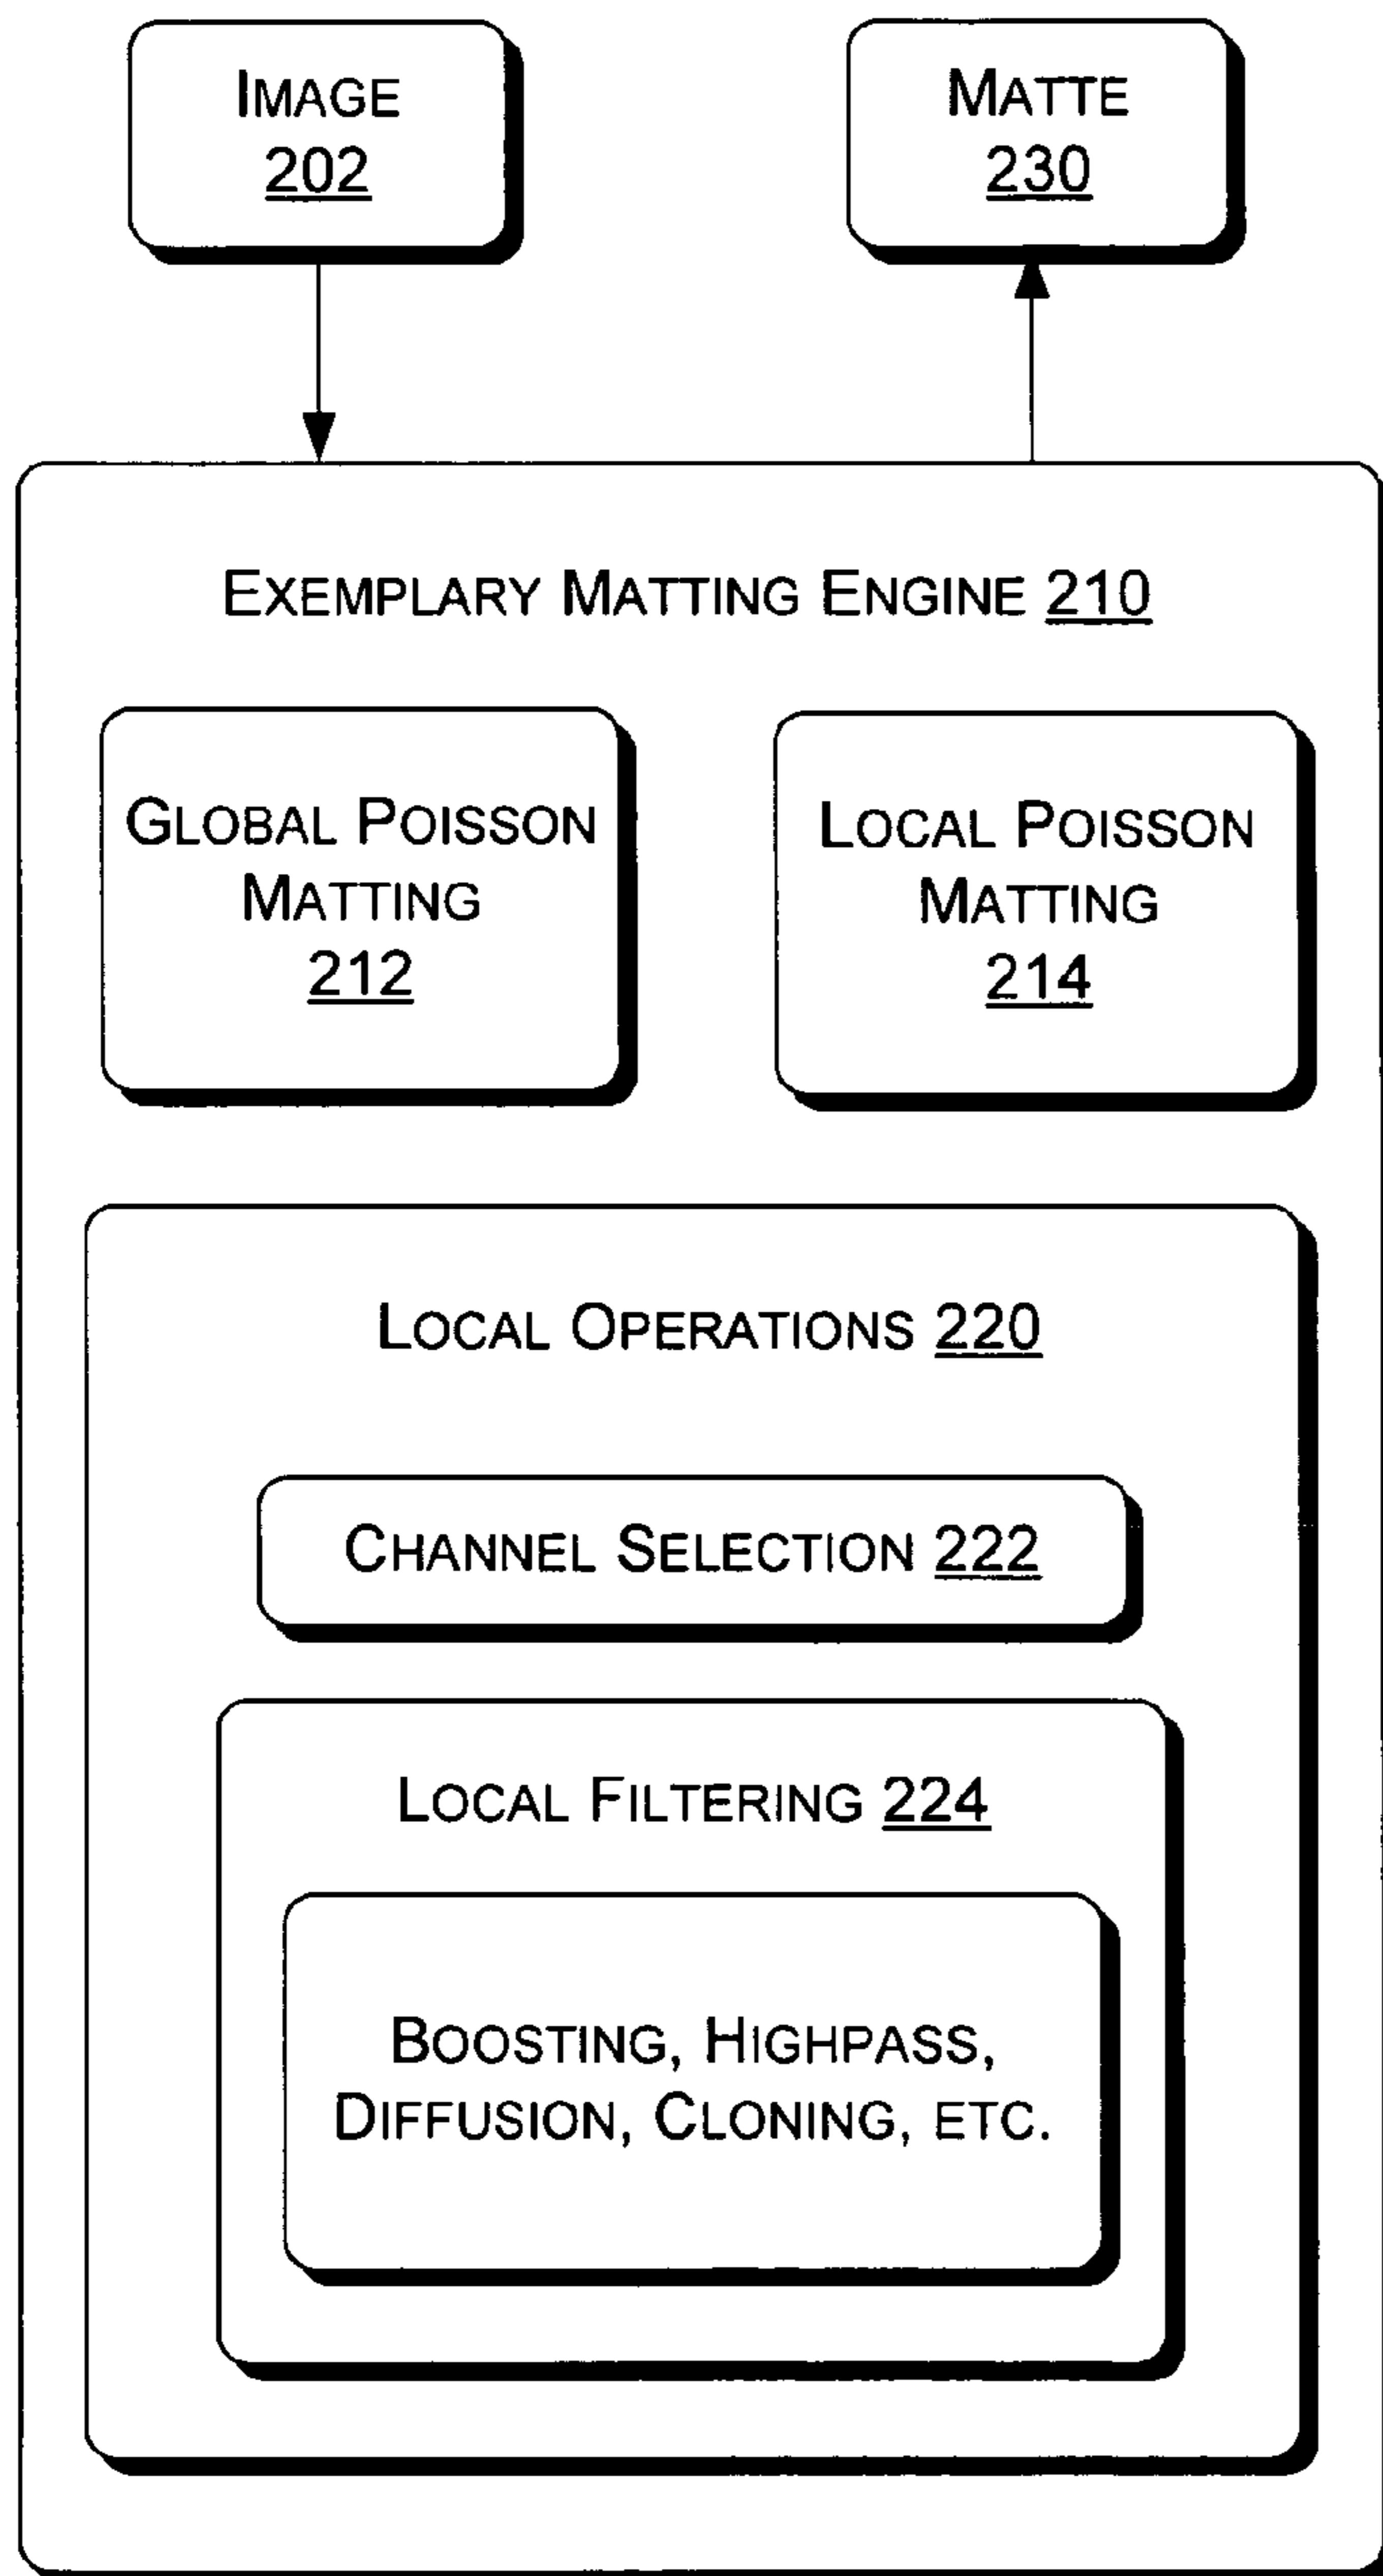 IMAGE
202
MATTE
230
EXEMPLARY MATTING ENGINE 210
GLOBAL POISSON
MATTING
212
LOCAL POISSON
MATTING
214
LOCAL OPERATIONS 220
CHANNEL SELECTION 222
LOCAL FILTERING 224
BOOSTING, HIGHPASS,
DIFFUSION, CLONING, ETC.